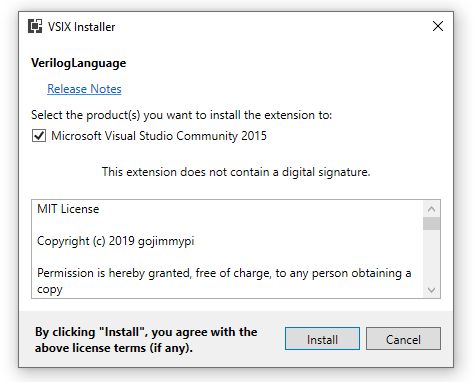 VSIX Installer
VerilogLanguage
Release Notes
Select the product(s) you want to install the extension to:
Microsoft Visual Studio Community 2015
This extension does not contain a digital signature.
MIT License
Copyright (c) 2019 gojimmypi
Permission is hereby granted, free of charge, to any person obtaining a
copy
By clicking "Install", you agree with the
above license terms (if any).
Install
Cancel